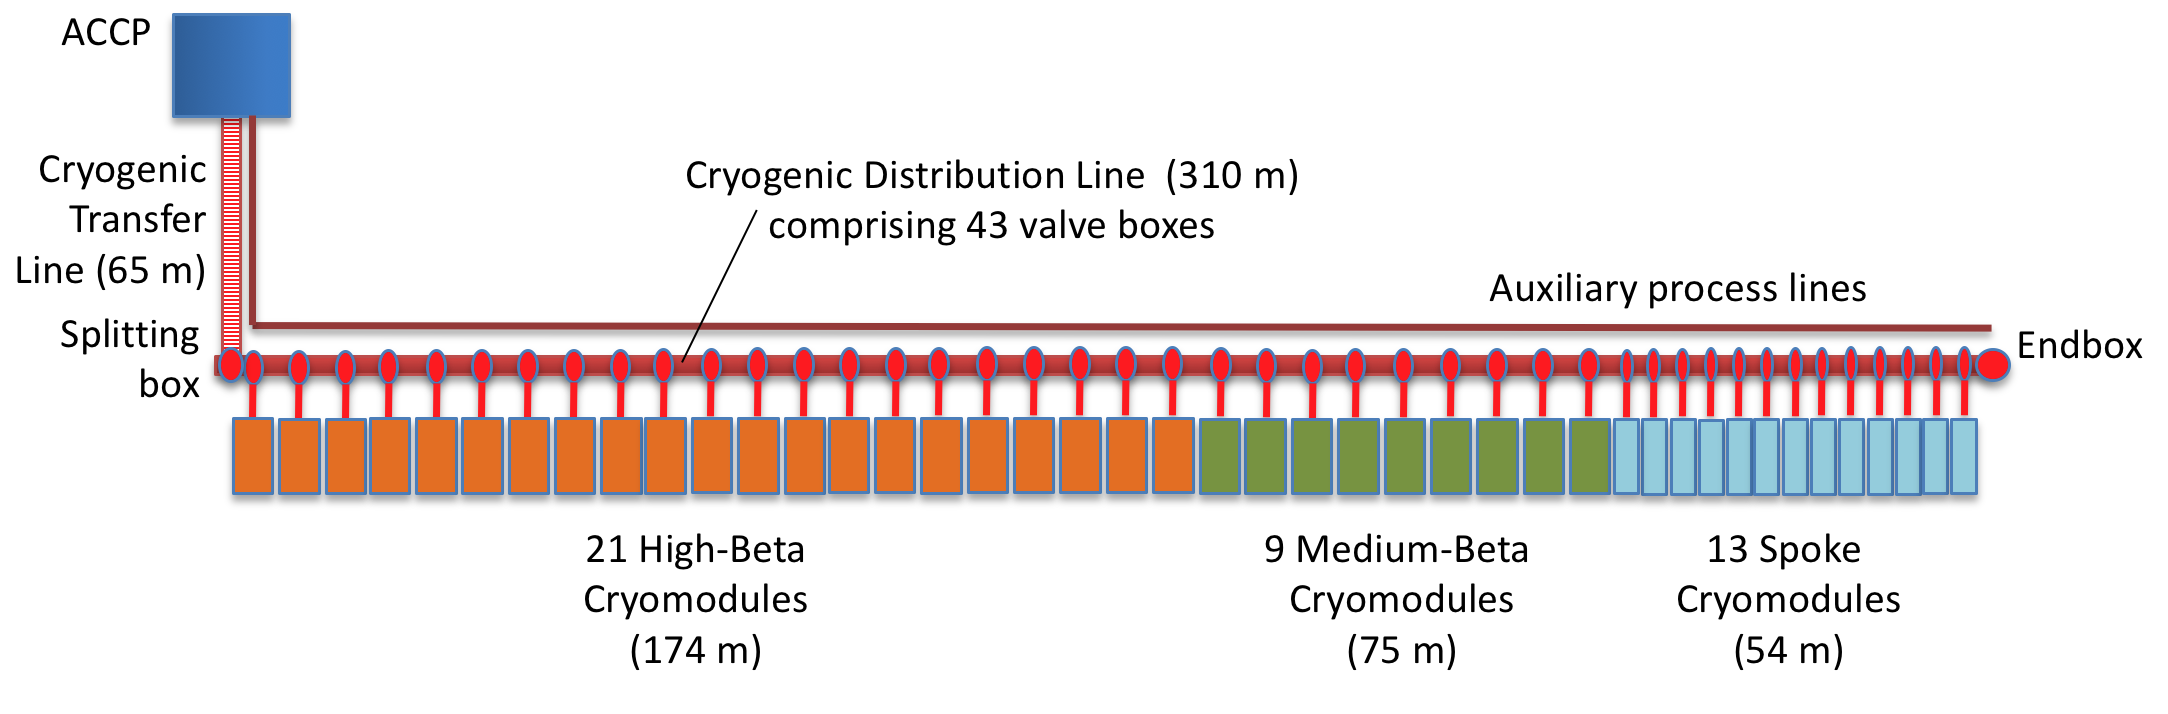 ACCP
Cryogenic
Transfer
Line (65 m)
Splitting
box
Cryogenic Distribution Line (310 m)
comprising 43 valve boxes
Auxiliary process lines
Endbox
21 High-Beta
Cryomodules
(174 m)
9 Medium-Beta
Cryomodules
(75 m)
13 Spoke
Cryomodules
(54 m)